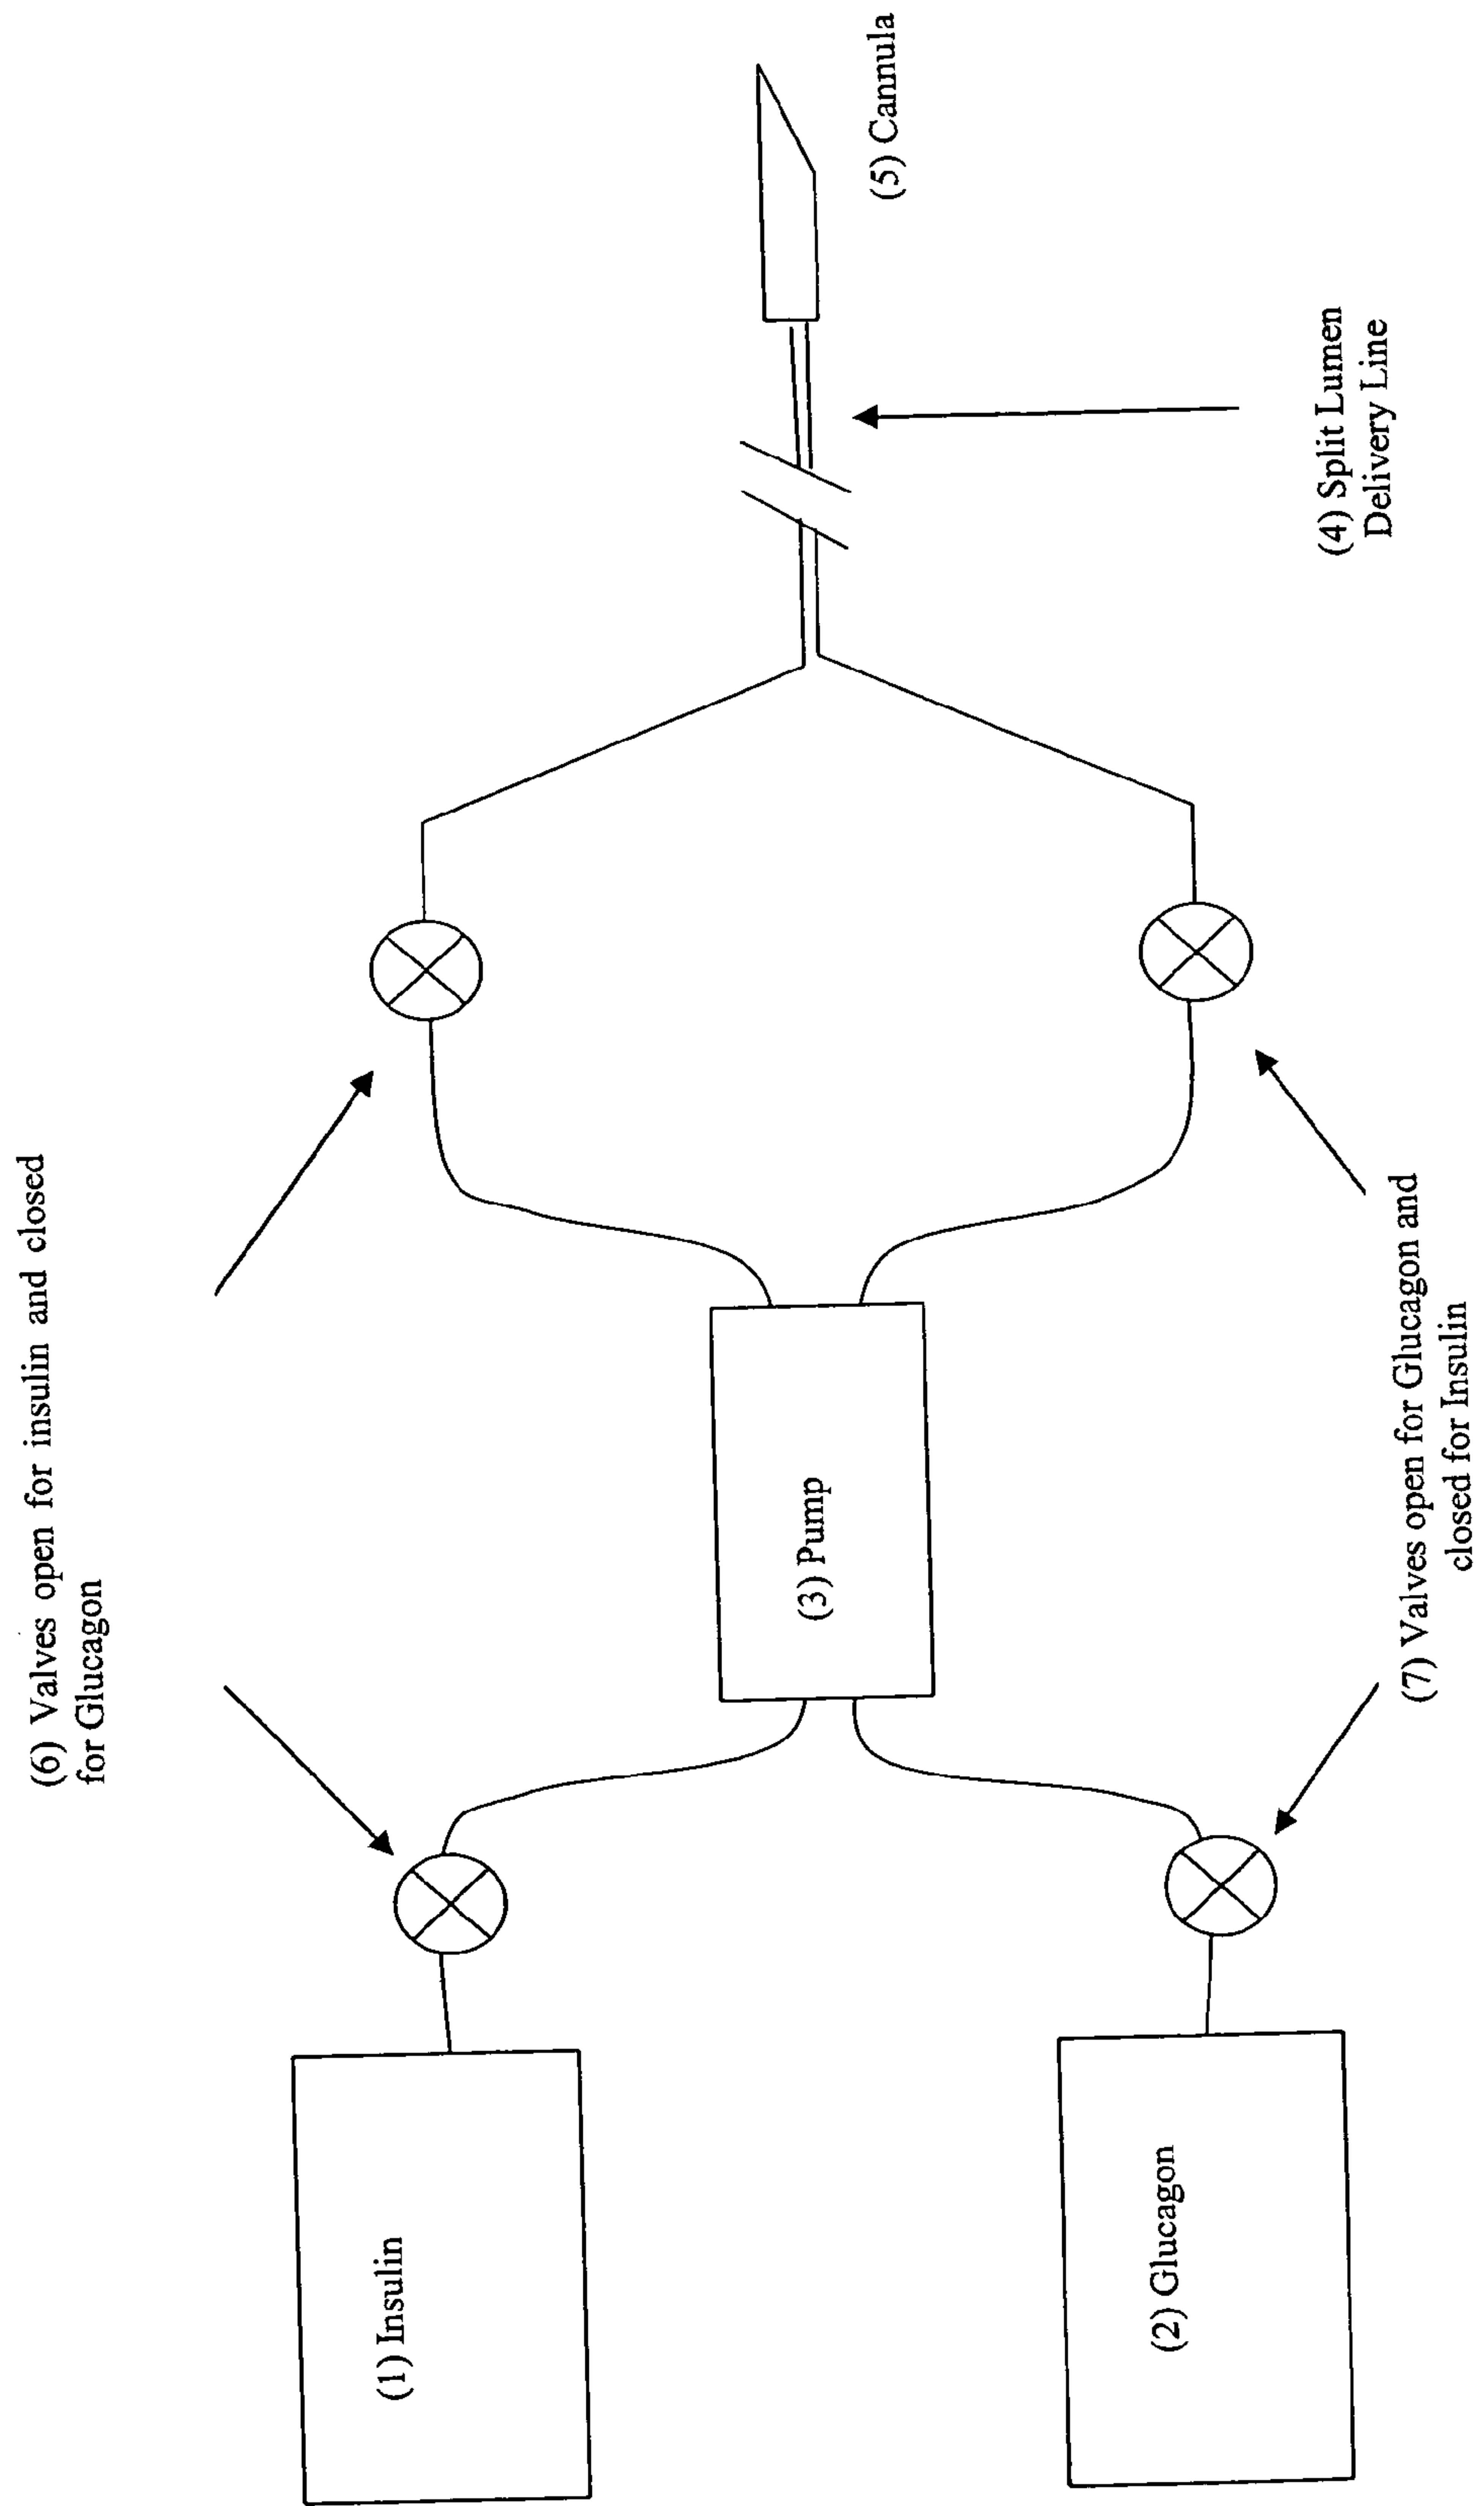 (6) Valves open for insulin and closed
for Glucagon
(1) Insulin
(3) Pump
(5) Cannula
(2) Glucagon
(4) Split Lumen
Delivery Line
(7) Valves open for Glucagon and
closed for Insulin